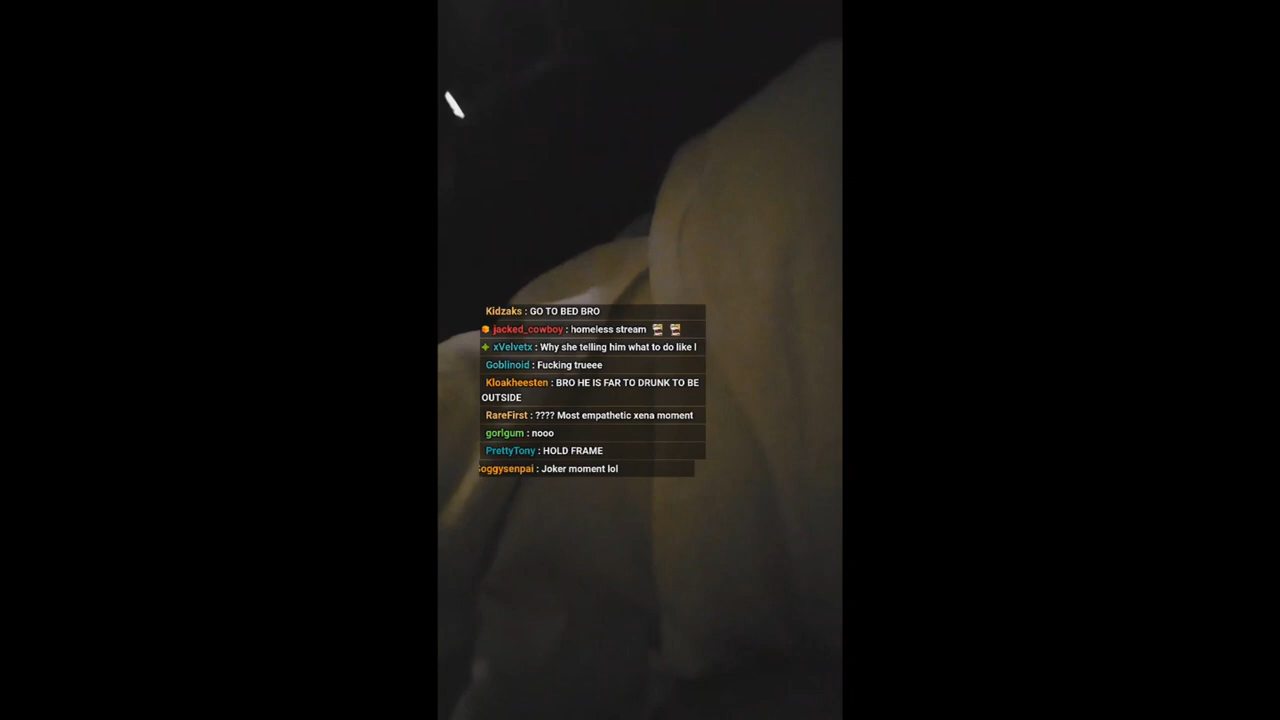 Kidzaks : GO TO BED BRO
jacked_cowboy : homeless stream
xVelvetx : Why she telling him what to do like l
Goblinoid : Fucking trueee
Kloakheesten : BRO HE IS FAR TO DRUNK TO BE
OUTSIDE
RareFirst : ???? Most empathetic xena moment
gorlgum : nooo
PrettyTony : HOLD FRAME
Soggysenpai : Joker moment lol